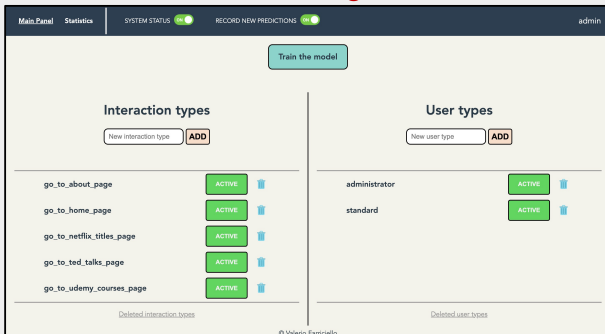 Main Panel Statistics SYSTEM STATUS ON RECORD NEW PREDICTIONS ON admin
Train the model
Interaction types
New interaction type ADD
go_to_about_page ACTIVE
go_to_home_page ACTIVE
go_to_netflix_titles_page ACTIVE
go_to_ted_talks_page ACTIVE
go_to_udemy_courses_page ACTIVE
Deleted interaction types
User types
New user type ADD
administrator ACTIVE
standard ACTIVE
Deleted user types
© Valerio